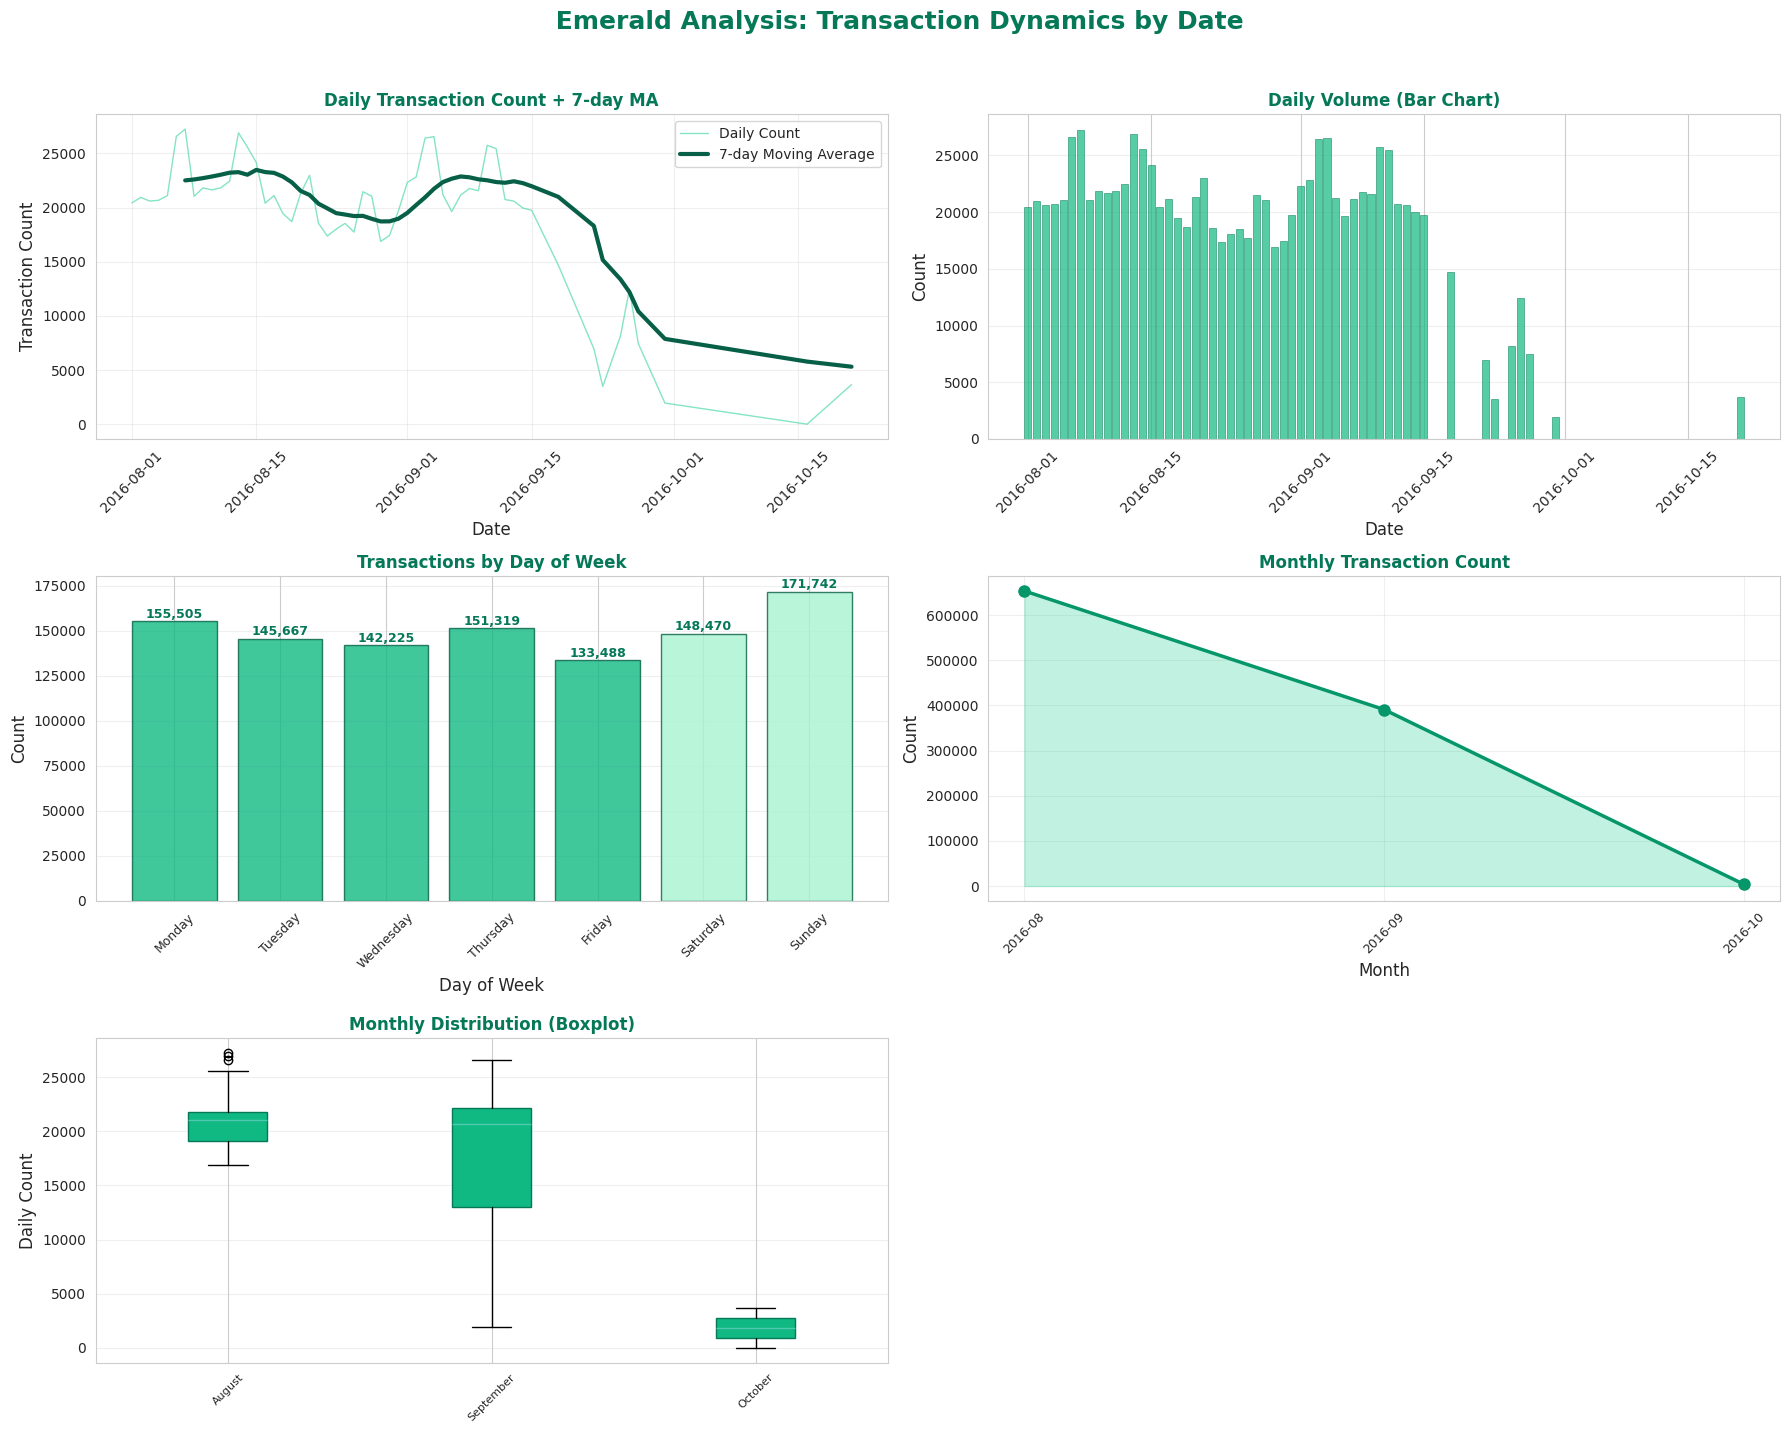 Emerald Analysis: Transaction Dynamics by Date
Daily Transaction Count + 7-day MA
Transaction Count
25000
20000
15000
10000
5000
0
Daily Count
7-day Moving Average
2016-08-01
2016-08-15
2016-09-01
2016-09-15
2016-10-01
2016-10-15
Date
Daily Volume (Bar Chart)
Count
25000
20000
15000
10000
5000
0
2016-08-01
2016-08-15
2016-09-01
2016-09-15
2016-10-01
2016-10-15
Date
Transactions by Day of Week
Count
175000
150000
125000
100000
75000
50000
25000
0
155,505
145,667
142,225
151,319
133,488
148,470
171,742
Monday
Tuesday
Wednesday
Thursday
Friday
Saturday
Sunday
Day of Week
Monthly Transaction Count
Count
600000
500000
400000
300000
200000
100000
0
2016-08
2016-09
2016-10
Month
Monthly Distribution (Boxplot)
Daily Count
25000
20000
15000
10000
5000
0
August
September
October